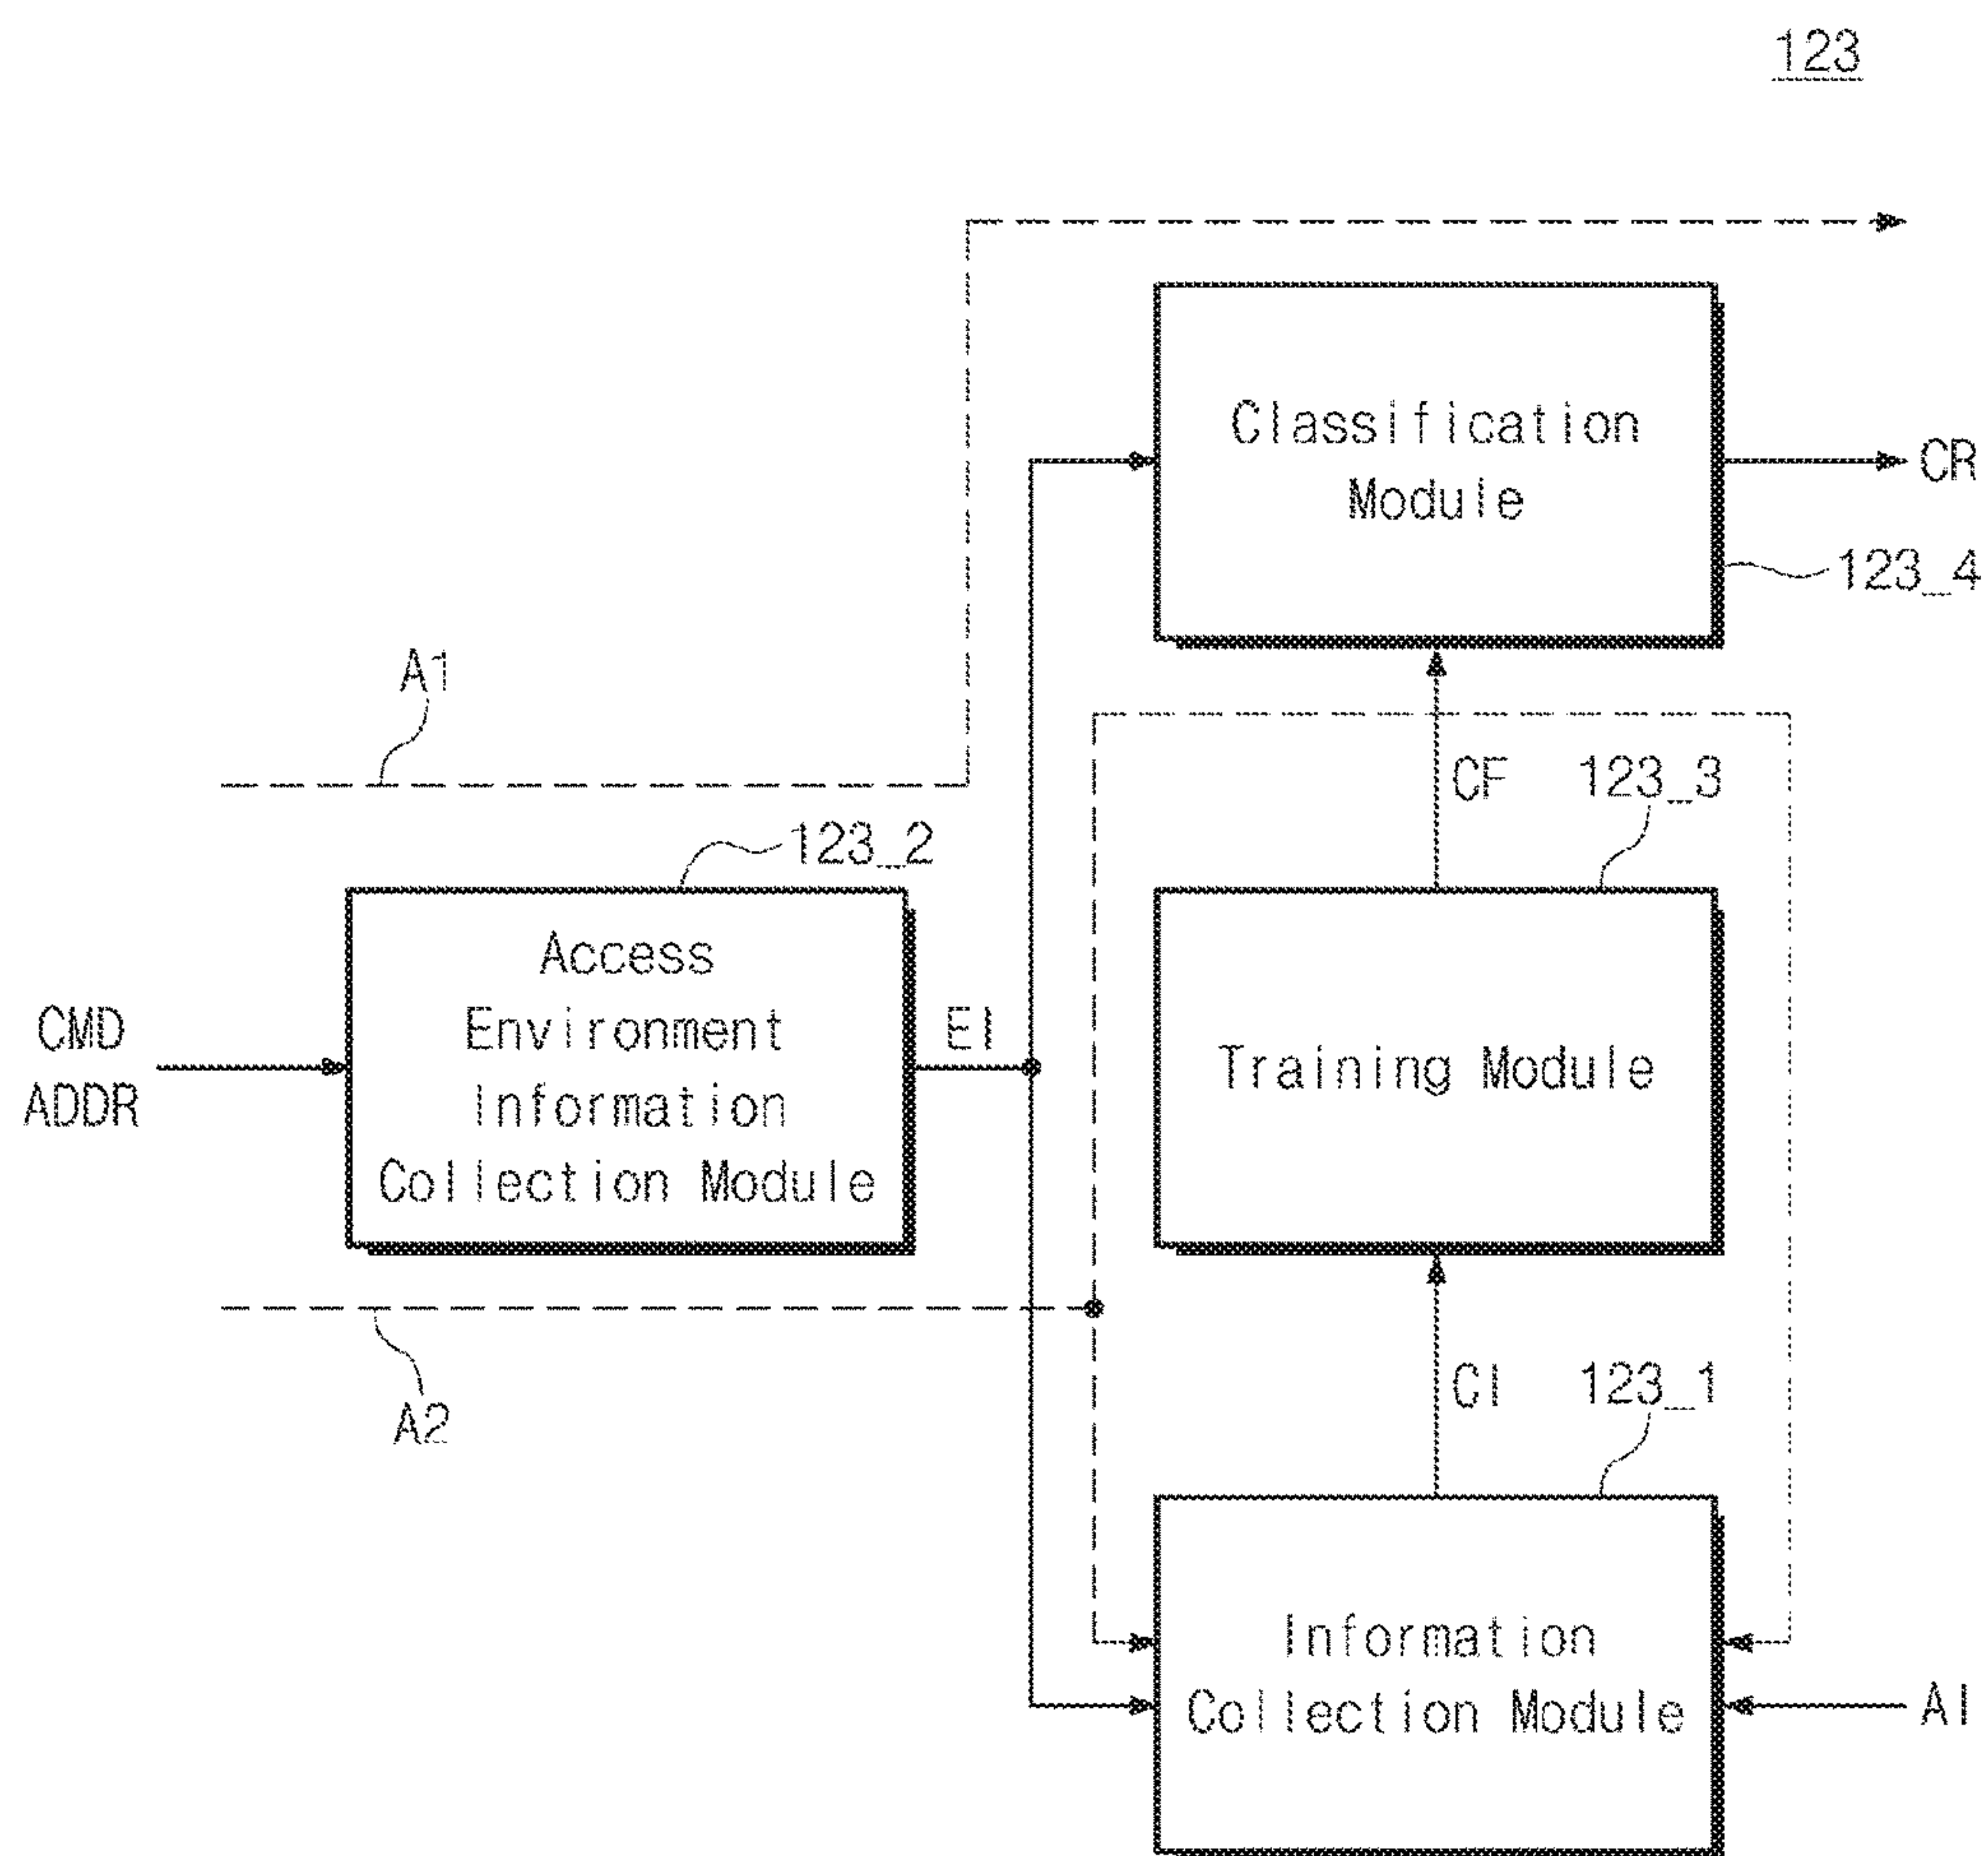 123
Classification
Module
CR
123_4
A1
CF
123_3
123_2
Access
Environment
Information
Collection Module
EI
Training Module
CMD
ADDR
A2
CI
123_1
Information
Collection Module
AI